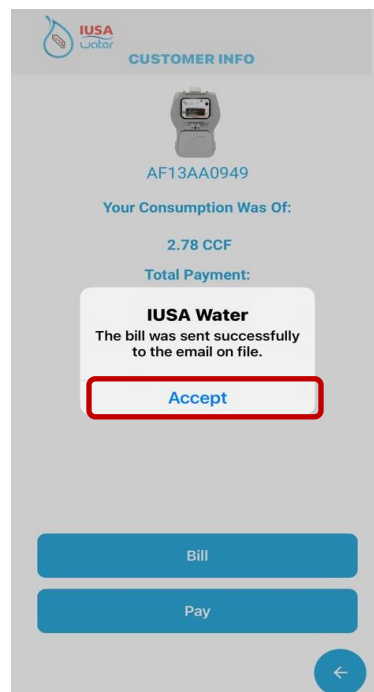 IUSA
Water
CUSTOMER INFO
AF13AA0949
Your Consumption Was Of:
2.78 CCF
Total Payment:
IUSA Water
The bill was sent successfully
to the email on file.
Accept
Bill
Pay